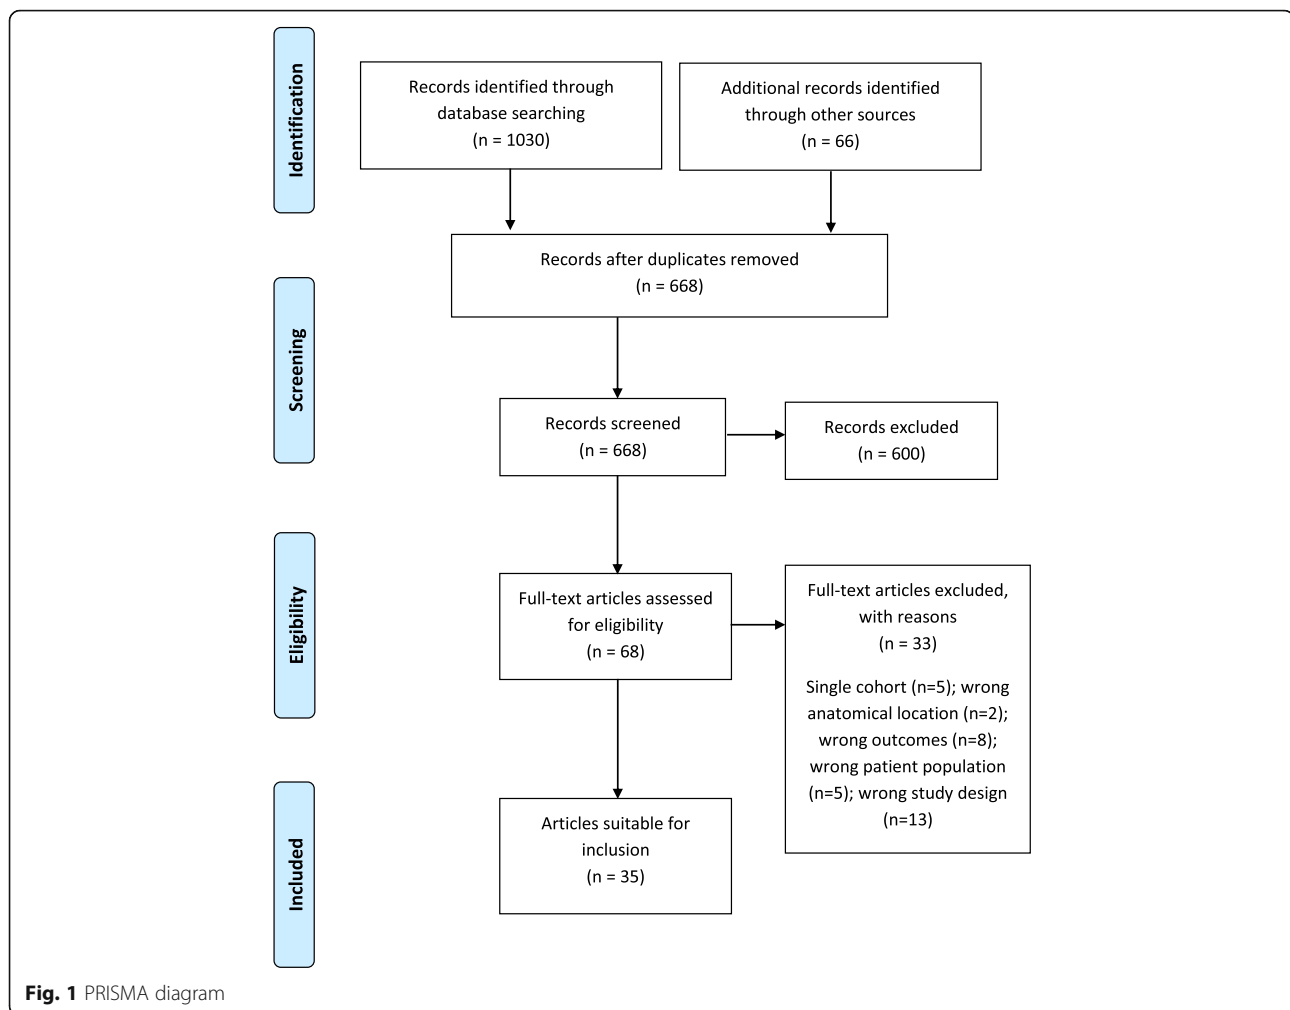 Identification
Records identified through
database searching
(n = 1030)
Additional records identified
through other sources
(n = 66)
Records after duplicates removed
(n = 668)
Screening
Records screened
(n = 668)
Records excluded
(n = 600)
Eligibility
Full-text articles assessed
for eligibility
(n = 68)
Full-text articles excluded,
with reasons
(n = 33)
Single cohort (n=5); wrong
anatomical location (n=2);
wrong outcomes (n=8);
wrong patient population
(n=5); wrong study design
(n=13)
Included
Articles suitable for
inclusion
(n = 35)
Fig. 1 PRISMA diagram